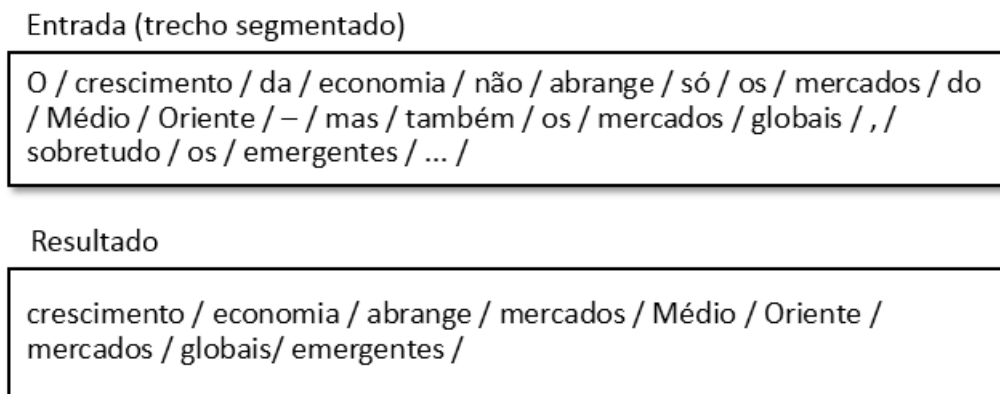 Entrada (trecho segmentado)
O / crescimento / da / economia / não / abrange / só / os / mercados / do
/ Médio / Oriente / – / mas / também / os / mercados / globais / , /
sobretudo / os / emergentes / ... /
Resultado
crescimento / economia / abrange / mercados / Médio / Oriente /
mercados / globais/ emergentes /